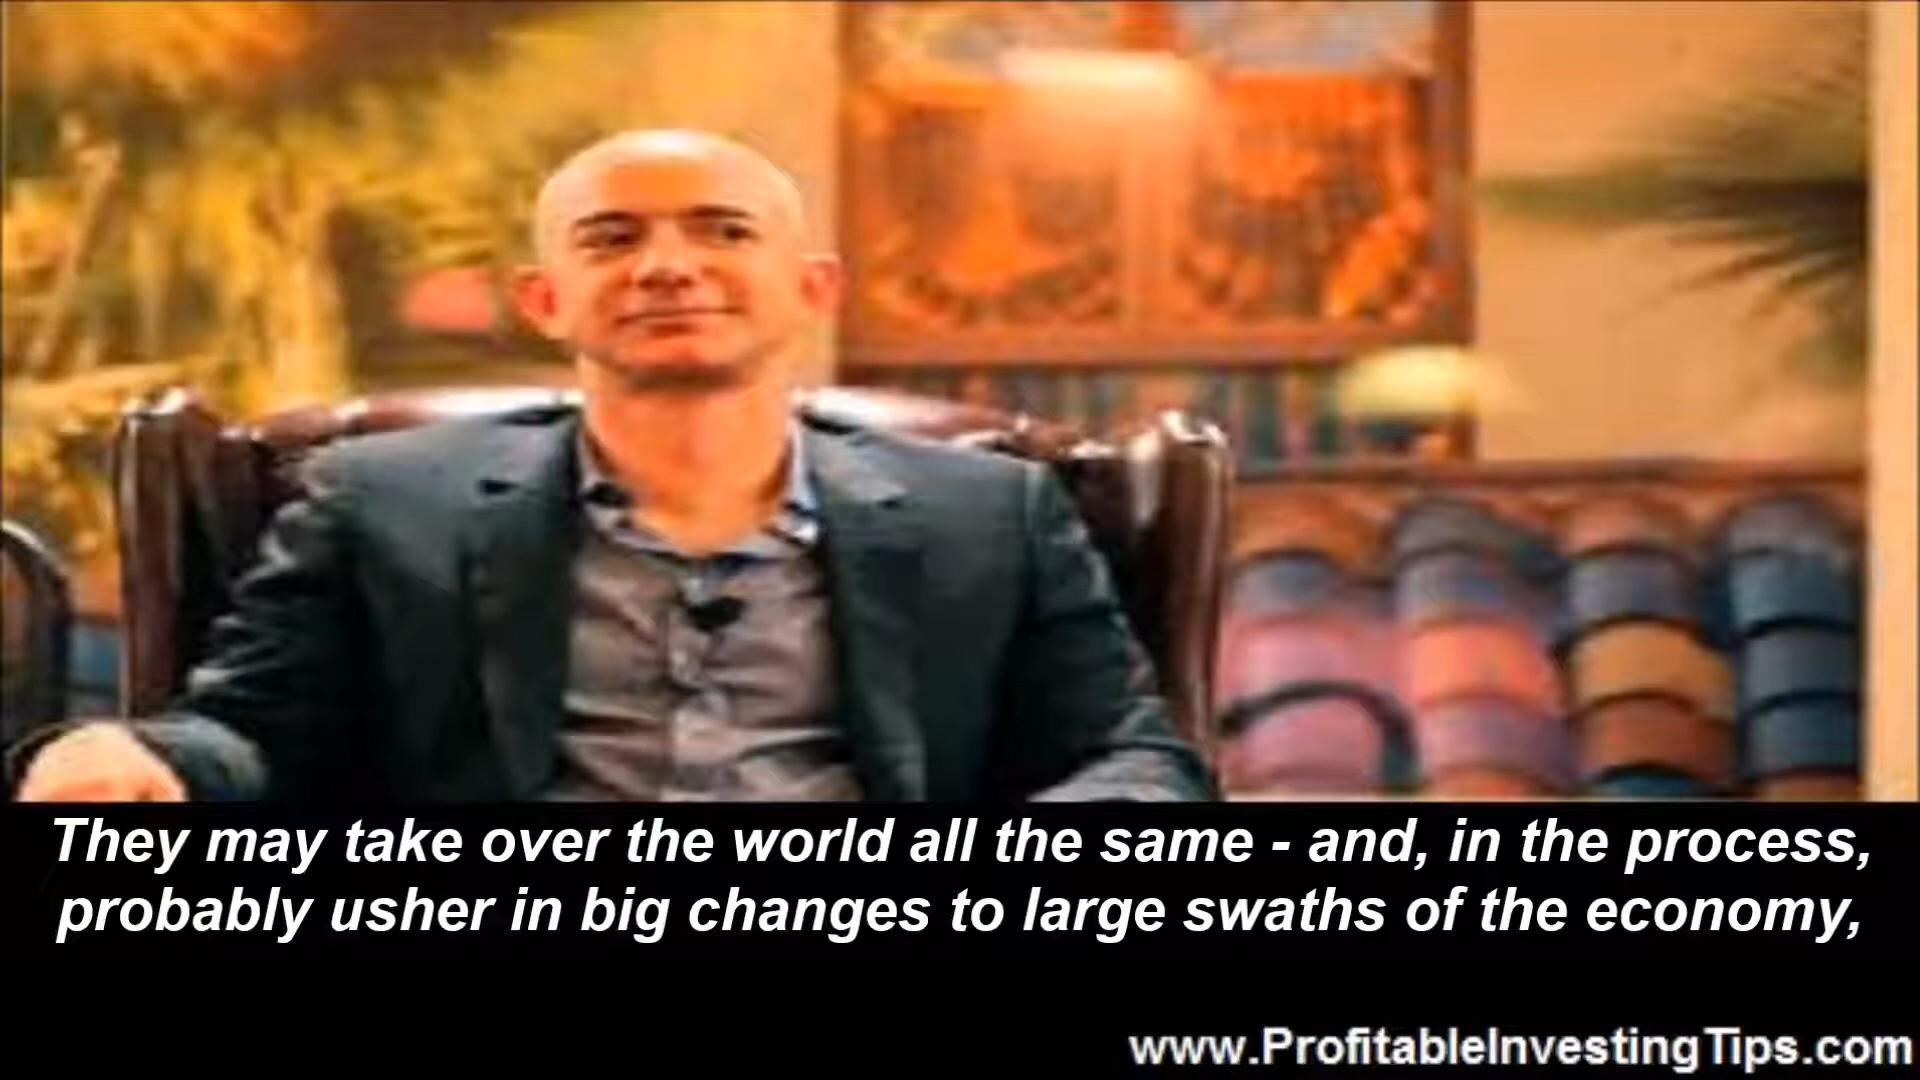 They may take over the world all the same - and, in the process,
probably usher in big changes to large swaths of the economy,
www.ProfitableInvestingTips.com